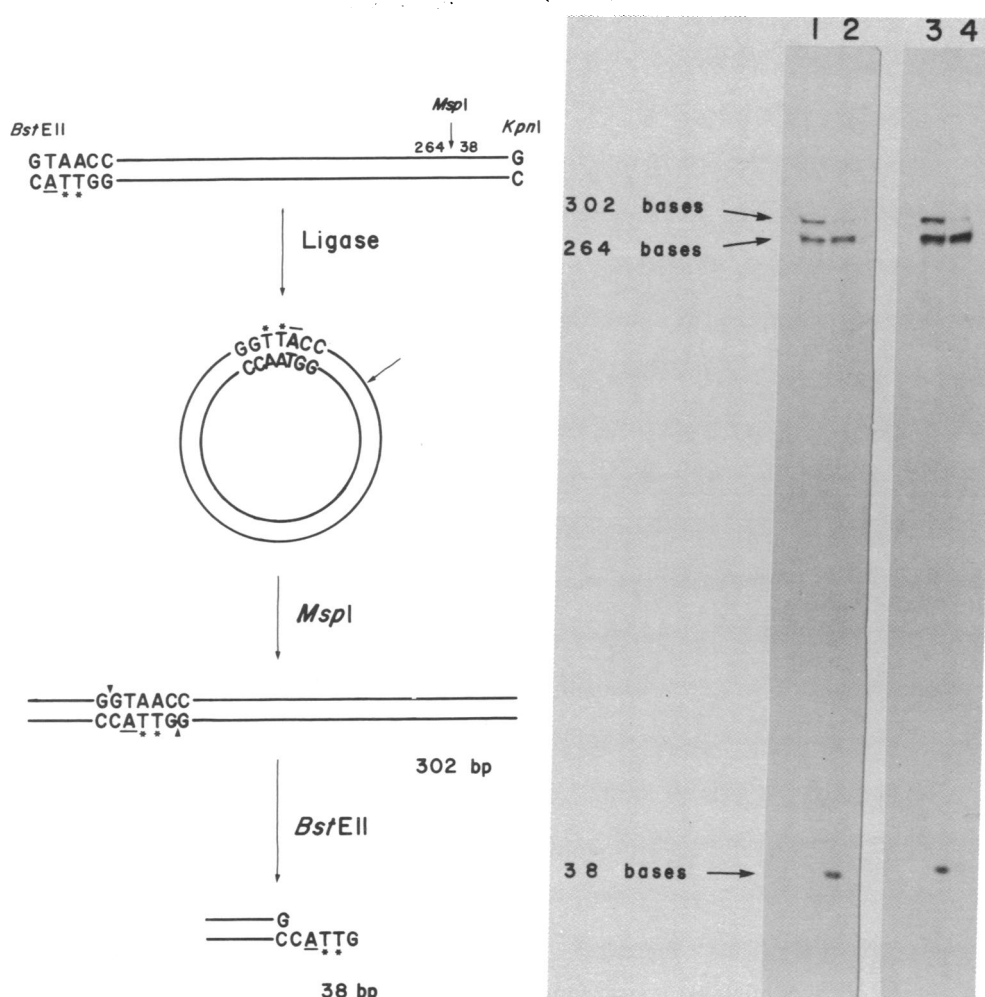 MspI
BstEII
KpnI
264 38
GTAACC G
CATTGG C
* *
Ligase
* *
GGTTACC
CCAATGG
MspI
GGTAACC
CCATTGG
* *
302 bp
BstEII
G
CCATTG
* *
38 bp
1 2 3 4
302 bases
264 bases
38 bases